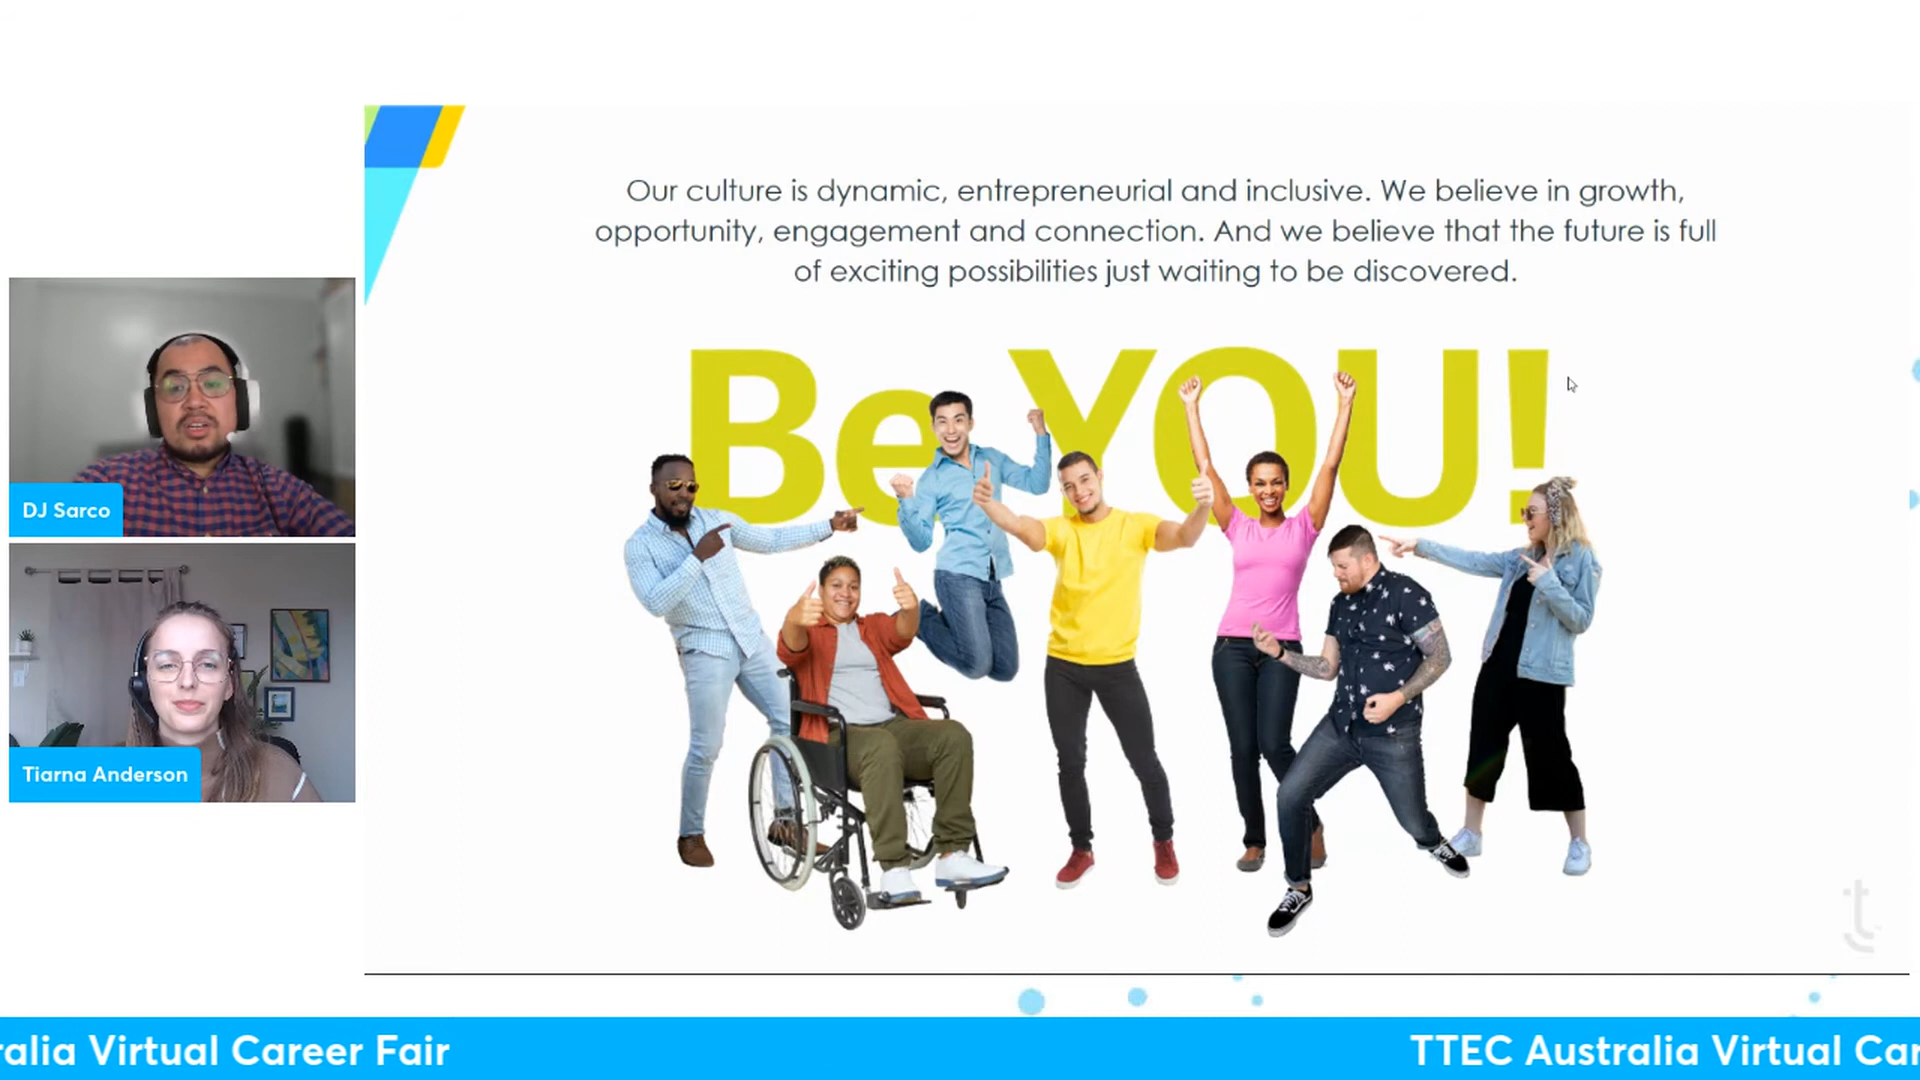 Our culture is dynamic, entrepreneurial and inclusive. We believe in growth,
opportunity, engagement and connection. And we believe that the future is full
of exciting possibilities just waiting to be discovered.
Be YOU!
DJ Sarco
Tiarna Anderson
t
ralia Virtual Career Fair
TTEC Australia Virtual Car